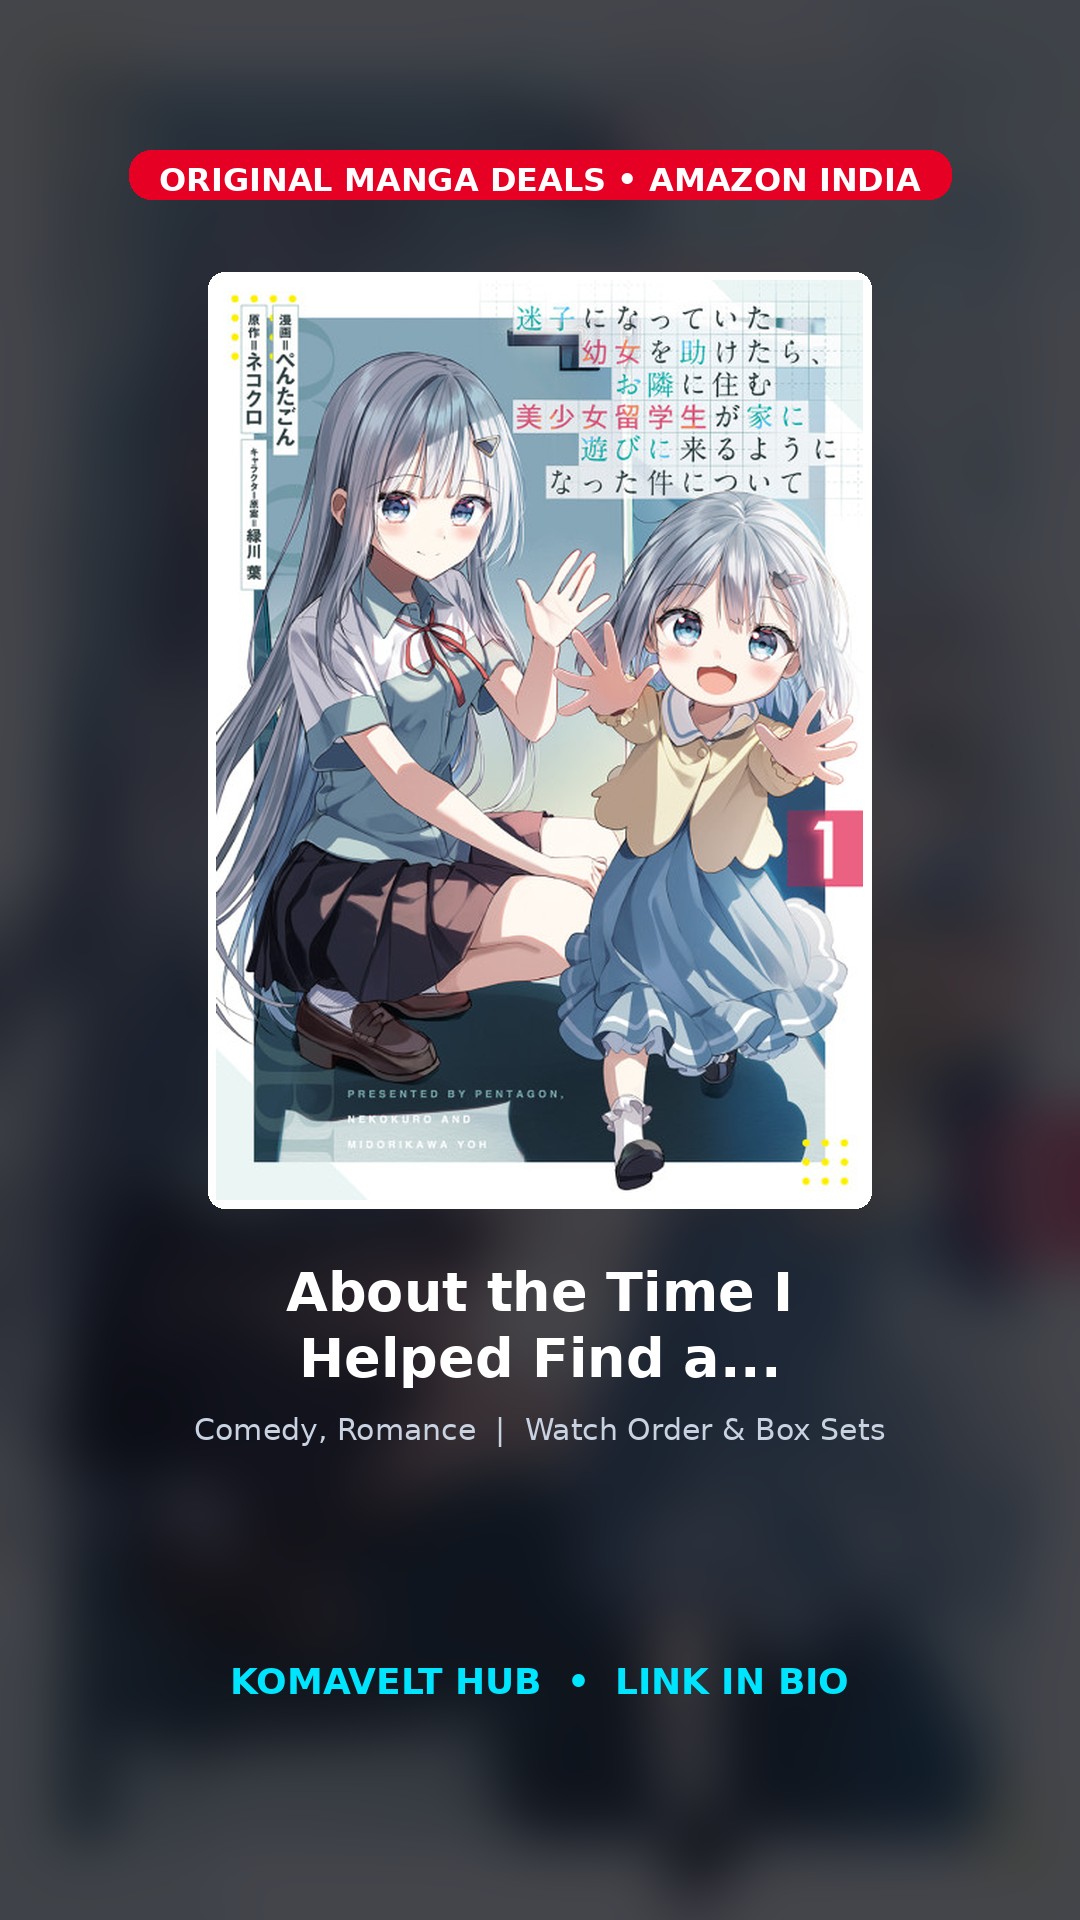 ORIGINAL MANGA DEALS • AMAZON INDIA
迷子になっていた
幼女を助けたら、
お隣に住む
美少女留学生が家に
遊びに来るように
なった件について
漫画=ぺんたごん
原作=ネコクロ
キャラクター原案=緑川 葉
1
PRESENTED BY PENTAGON,
NEKOKURO AND
MIDORIKAWA YOH
About the Time I
Helped Find a...
Comedy, Romance | Watch Order & Box Sets
KOMAVELT HUB • LINK IN BIO